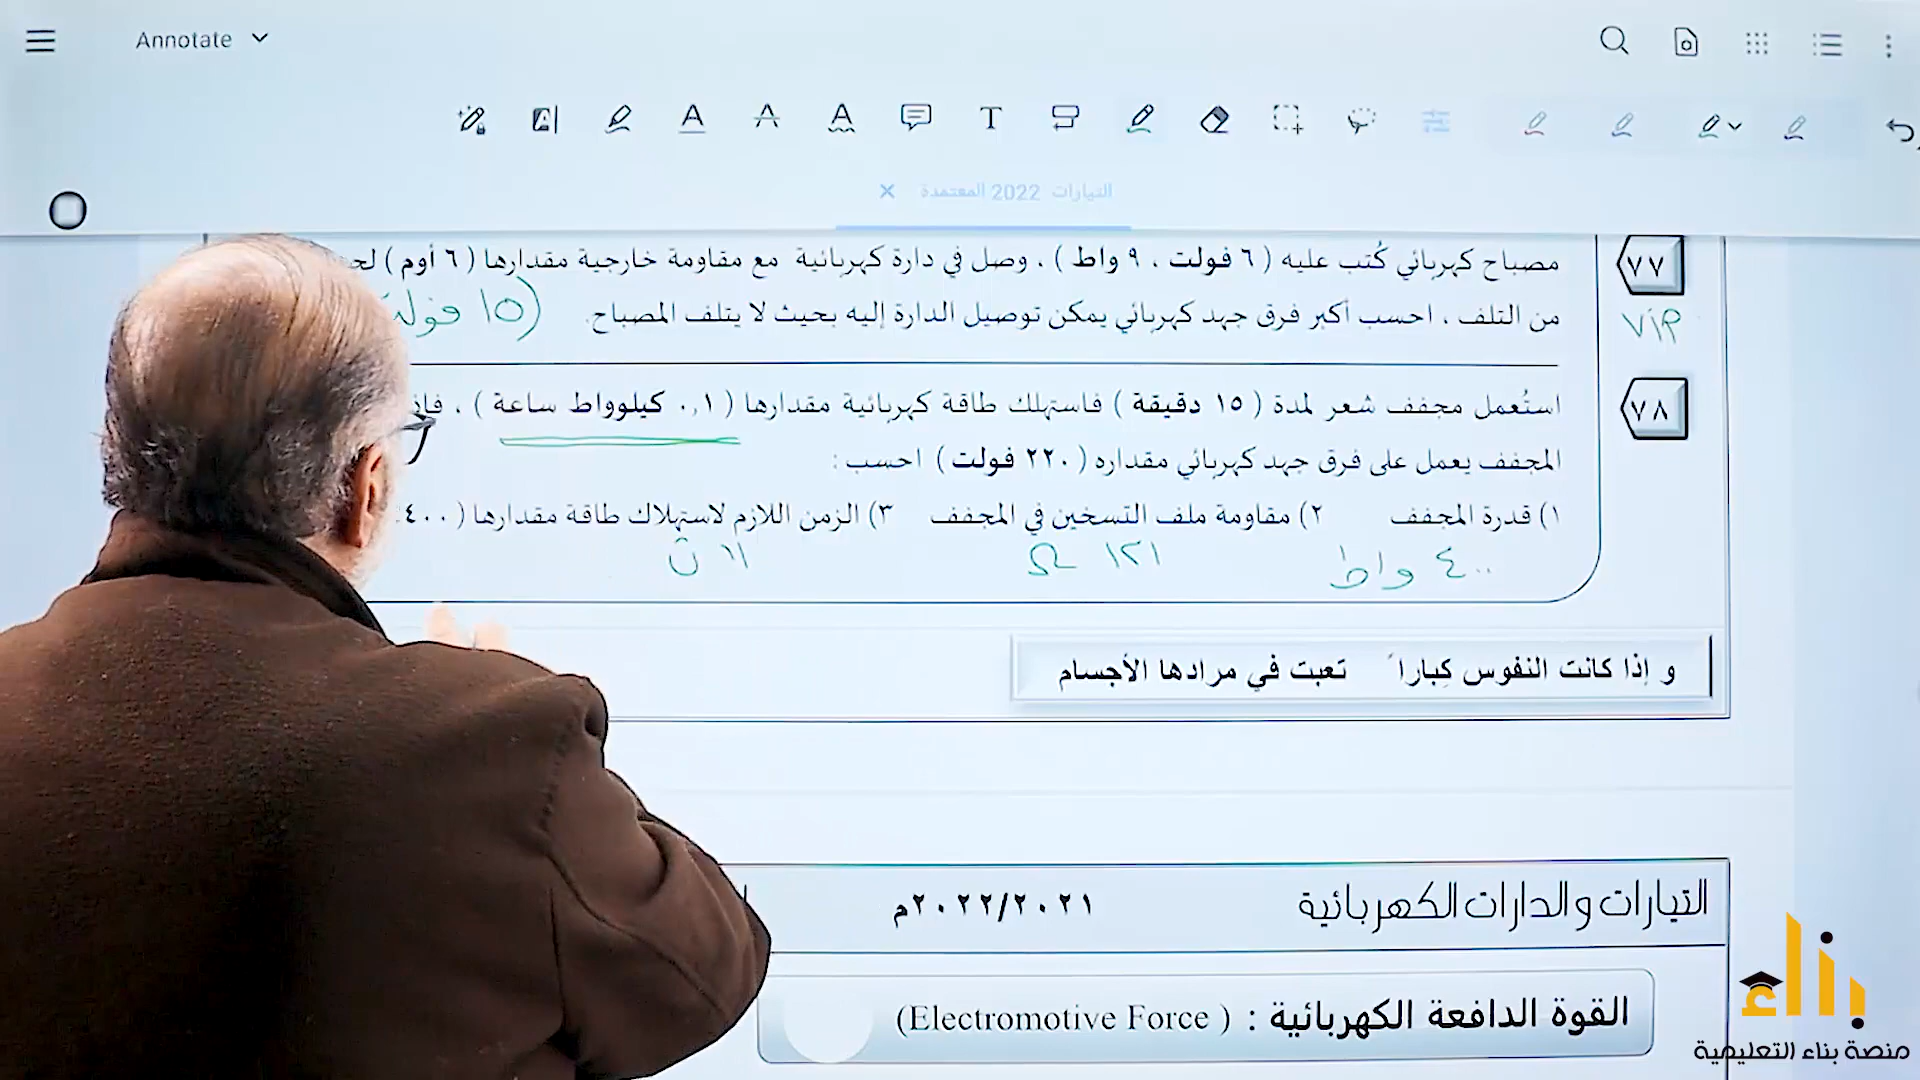 Annotate
التيارات 2022 المعتمدة
٧٧
مصباح كهربائي كُتب عليه ( ٦ فولت ، ٩ واط ) ، وصل في دارة كهربائية مع مقاومة خارجية مقدارها ( ٦ أوم )
من التلف ، احسب أكبر فرق جهد كهربائي يمكن توصيل الدارة إليه بحيث لا يتلف المصباح.
(١٥
٧٨
استُعمل مجفف شعر لمدة ( ١٥ دقيقة ) فاستهلك طاقة كهربائية مقدارها ( ٠,١ كيلوواط ساعة ) ،
المجفف يعمل على فرق جهد كهربائي مقداره ( ٢٢٠ فولت ) احسب :
١) قدرة المجفف ٢) مقاومة ملف التسخين في المجفف ٣) الزمن اللازم لاستهلاك طاقة مقدارها ( ٤٠٠
٤٠٠ واط ١٢١ Ω ١١ ث
و إذا كانت النفوس كِباراً تعبت في مرادها الأجسام
التيارات والدارات الكهربائية ٢٠٢٢/٢٠٢١م
القوة الدافعة الكهربائية : ( Electromotive Force)
بناء
منصة بناء التعليمية